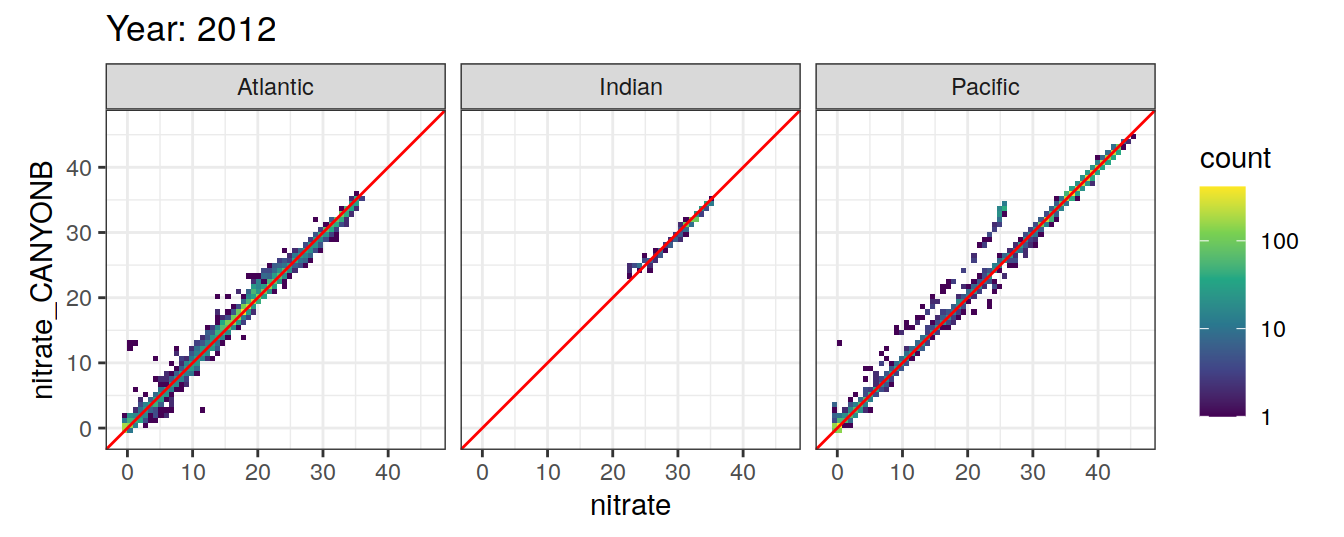 Year: 2012
Atlantic
Indian
Pacific
nitrate_CANYONB
40
30
20
10
0
0 10 20 30 40
0 10 20 30 40
0 10 20 30 40
nitrate
count
100
10
1